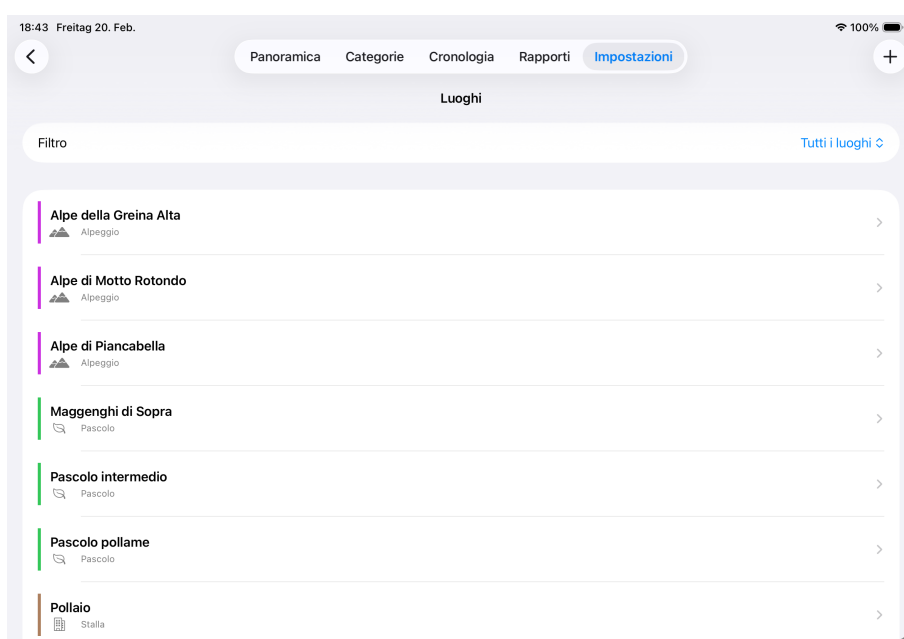 18:43 Freitag 20. Feb. 100%
Panoramica Categorie Cronologia Rapporti Impostazioni
Luoghi
Filtro Tutti i luoghi
Alpe della Greina Alta
Alpeggio
Alpe di Motto Rotondo
Alpeggio
Alpe di Piancabella
Alpeggio
Maggenghi di Sopra
Pascolo
Pascolo intermedio
Pascolo
Pascolo pollame
Pascolo
Pollaio
Stalla